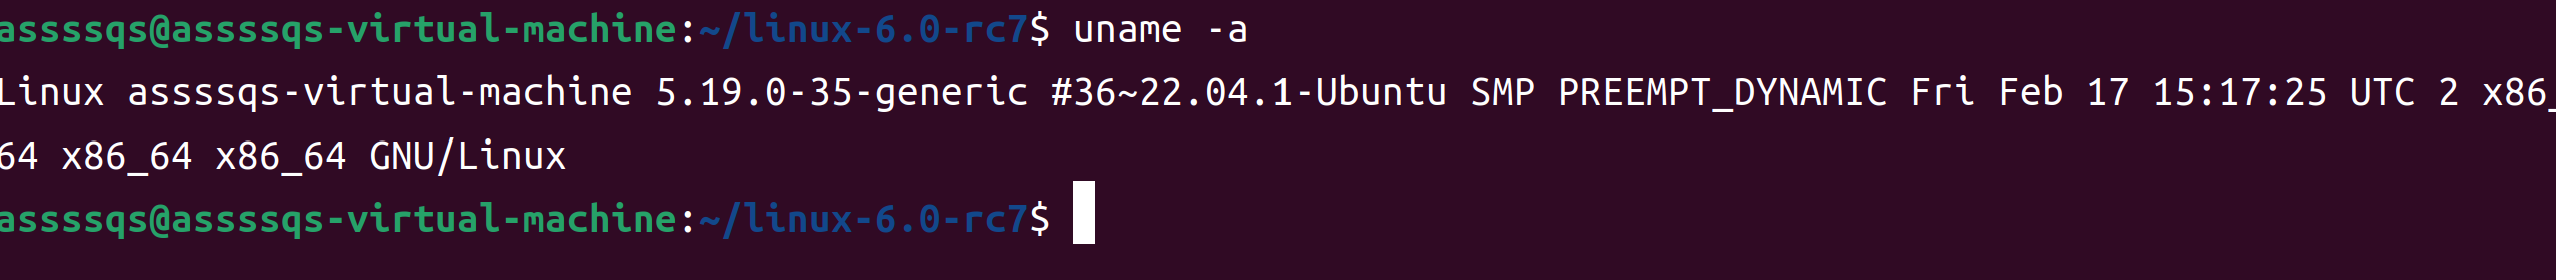 assssqs@assssqs-virtual-machine:~/linux-6.0-rc7$ uname -a
Linux assssqs-virtual-machine 5.19.0-35-generic #36~22.04.1-Ubuntu SMP PREEMPT_DYNAMIC Fri Feb 17 15:17:25 UTC 2 x86_
64 x86_64 x86_64 GNU/Linux
assssqs@assssqs-virtual-machine:~/linux-6.0-rc7$